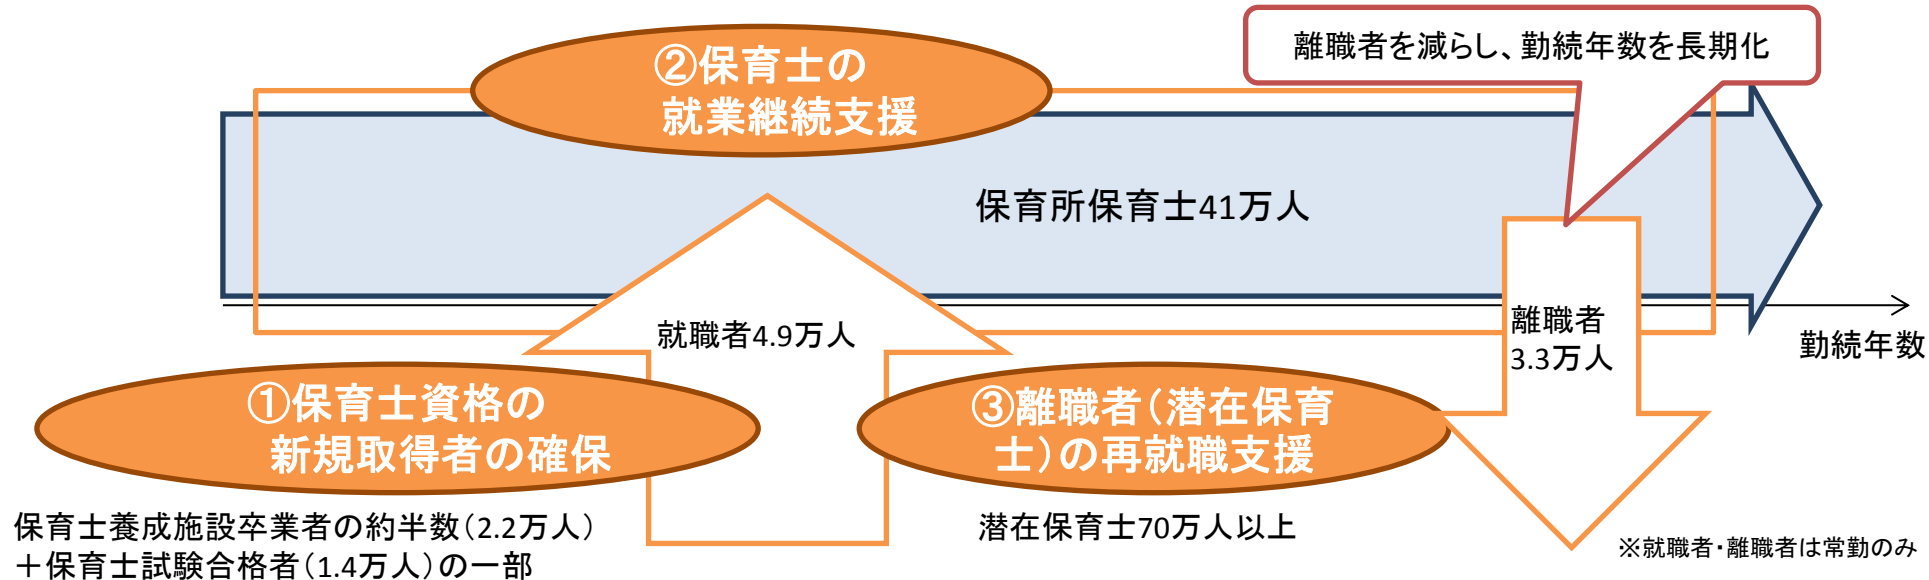 離職者を減らし、勤続年数を長期化
②保育士の
就業継続支援
保育所保育士41万人
就職者4.9万人
離職者
3.3万人
勤続年数
①保育士資格の
新規取得者の確保
③離職者（潜在保育
士）の再就職支援
保育士養成施設卒業者の約半数（2.2万人）
＋保育士試験合格者（1.4万人）の一部
潜在保育士70万人以上
※就職者・離職者は常勤のみ